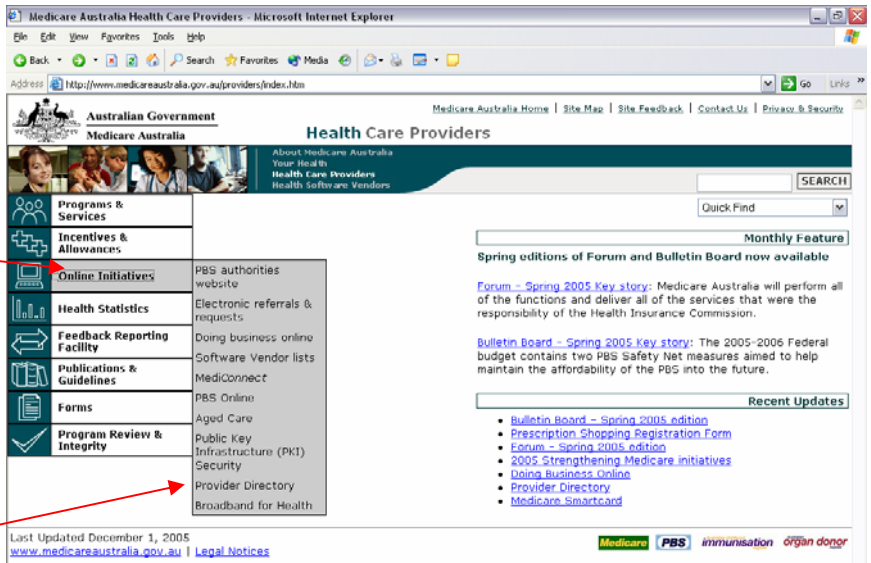 Medicare Australia Health Care Providers - Microsoft Internet Explorer
File Edit View Favorites Tools Help
Back Search Favorites Media
Address http://www.medicareaustralia.gov.au/providers/index.htm Go Links »
Australian Government
Medicare Australia
Medicare Australia Home | Site Map | Site Feedback | Contact Us | Privacy & Security
Health Care Providers
About Medicare Australia
Your Health
Health Care Providers
Health Software Vendors
SEARCH
Quick Find
Programs &
Services
Incentives &
Allowances
Online Initiatives
Health Statistics
Feedback Reporting
Facility
Publications &
Guidelines
Forms
Program Review &
Integrity
PBS authorities
website
Electronic referrals &
requests
Doing business online
Software Vendor lists
MediConnect
PBS Online
Aged Care
Public Key
Infrastructure (PKI)
Security
Provider Directory
Broadband for Health
Monthly Feature
Spring editions of Forum and Bulletin Board now available
Forum - Spring 2005 Key story: Medicare Australia will perform all
of the functions and deliver all of the services that were the
responsibility of the Health Insurance Commission.
Bulletin Board - Spring 2005 Key story: The 2005-2006 Federal
budget contains two PBS Safety Net measures aimed to help
maintain the affordability of the PBS into the future.
Recent Updates
• Bulletin Board - Spring 2005 edition
• Prescription Shopping Registration Form
• Forum - Spring 2005 edition
• 2005 Strengthening Medicare initiatives
• Doing Business Online
• Provider Directory
• Medicare Smartcard
Last Updated December 1, 2005
www.medicareaustralia.gov.au | Legal Notices
Medicare PBS immunisation organ donor